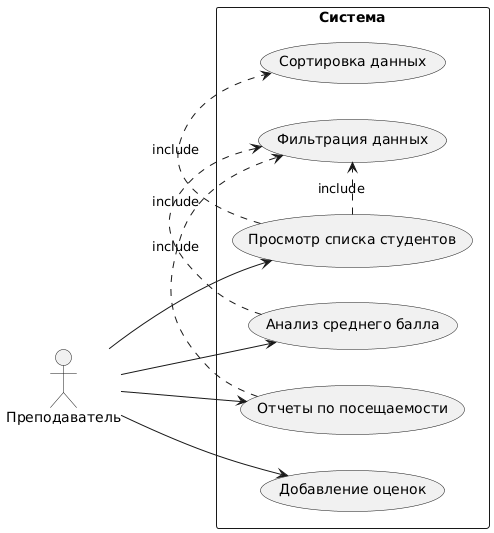 Система
Сортировка данных
include
Фильтрация данных
include
include
include
Просмотр списка студентов
Анализ среднего балла
Преподаватель
Отчеты по посещаемости
Добавление оценок